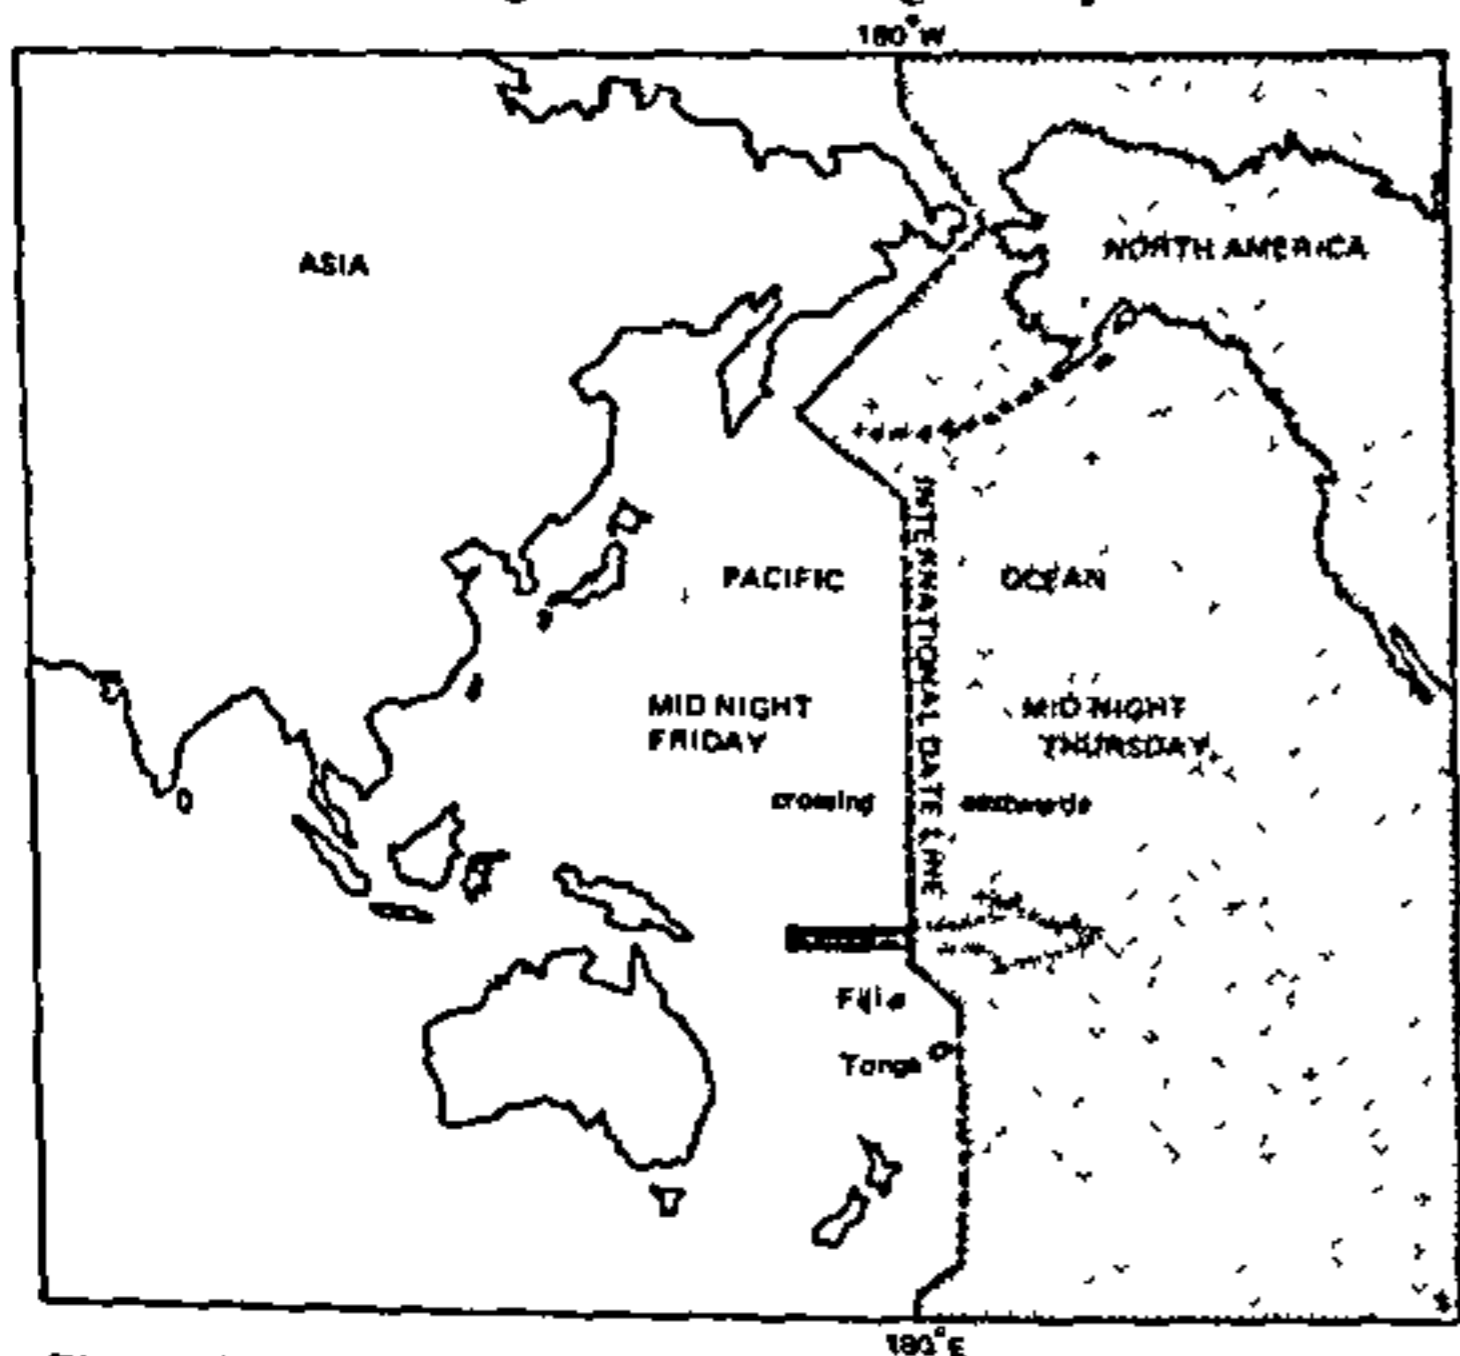 180°W
ASIA
NORTH AMERICA
INTERNATIONAL DATE LINE
PACIFIC OCEAN
MID NIGHT
FRIDAY
MID NIGHT
THURSDAY
crossing eastwards
Fiji
Tonga
180°E